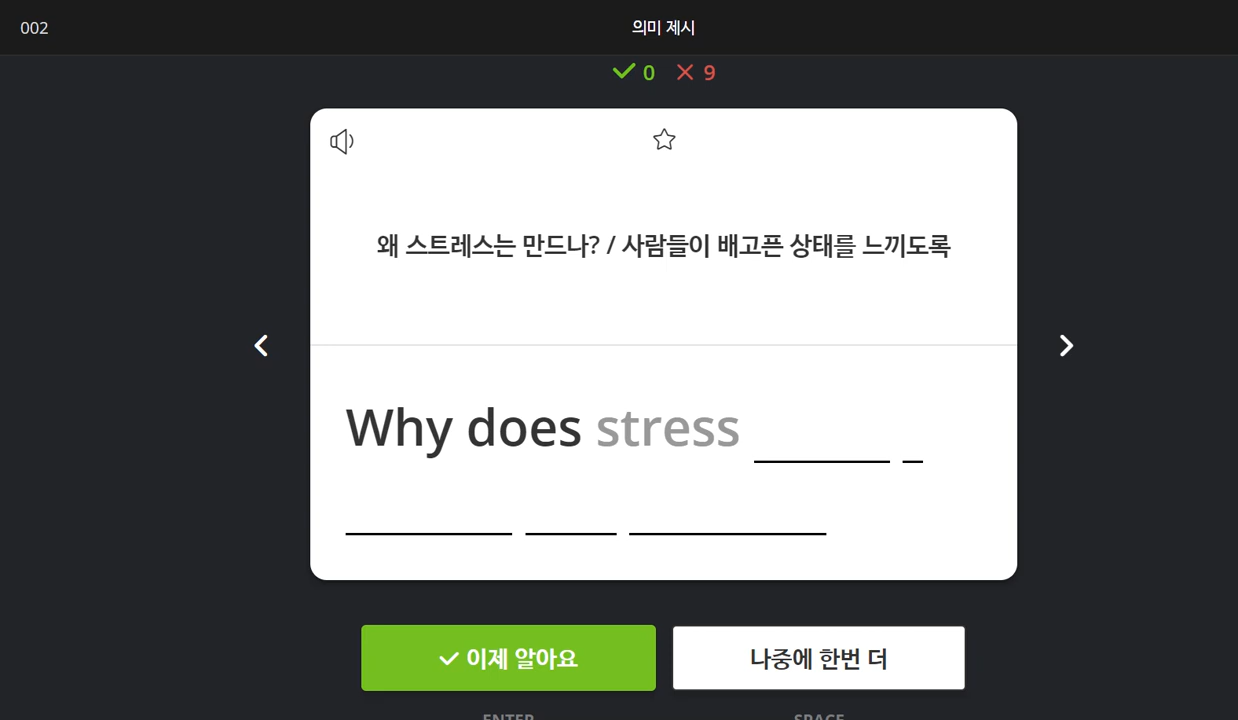 002
의미 제시
0 9
왜 스트레스는 만드나? / 사람들이 배고픈 상태를 느끼도록
Why does stress
이제 알아요
나중에 한번 더
ENTER
SPACE